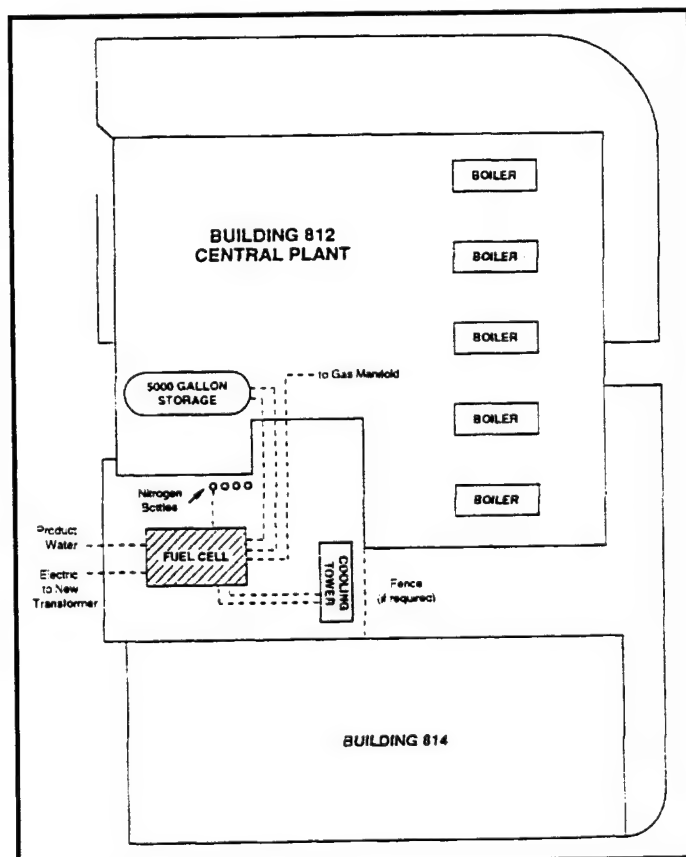 BOILER
BUILDING 812
CENTRAL PLANT
BOILER
BOILER
to Gas Manifold
5000 GALLON
STORAGE
BOILER
Nitrogen
Bottles
BOILER
Product
Water
FUEL CELL
Electric
to New
Transformer
COOLING
TOWER
Fence
(if required)
BUILDING 814